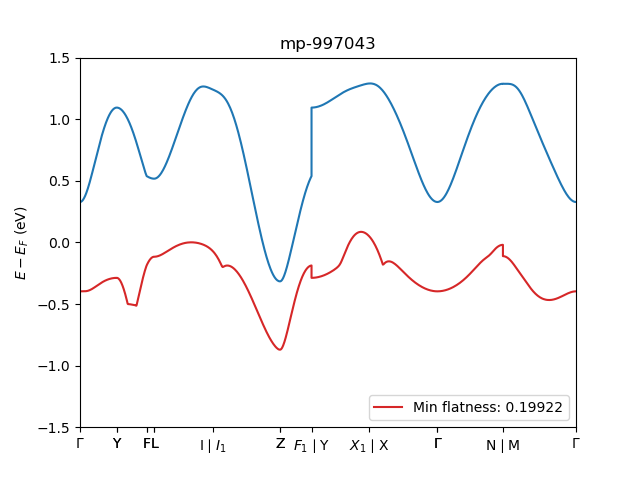 mp-997043
1.5
1.0
0.5
0.0
−0.5
−1.0
−1.5
E − E_F (eV)
Γ Y F L I | I₁ Z F₁ | Y X₁ | X Γ N | M Γ
Min flatness: 0.19922